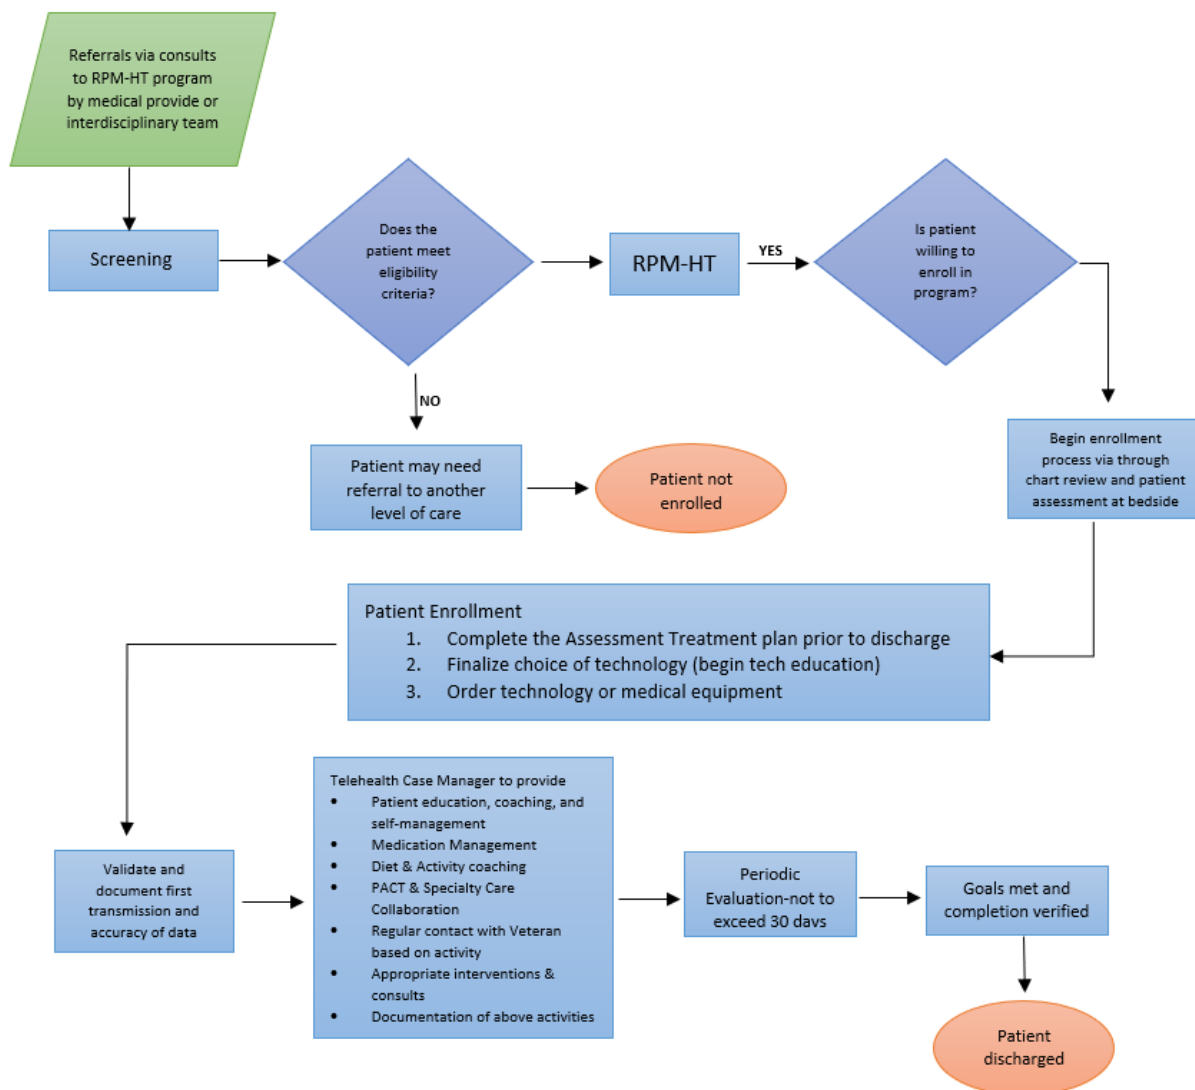 Referrals via consults
to RPM-HT program
by medical provide or
interdisciplinary team
Screening
Does the
patient meet
eligibility
criteria?
RPM-HT
YES
Is patient
willing to
enroll in
program?
NO
Patient may need
referral to another
level of care
Patient not
enrolled
Begin enrollment
process via through
chart review and patient
assessment at bedside
Patient Enrollment
1. Complete the Assessment Treatment plan prior to discharge
2. Finalize choice of technology (begin tech education)
3. Order technology or medical equipment
Validate and
document first
transmission and
accuracy of data
Telehealth Case Manager to provide
• Patient education, coaching, and
self-management
• Medication Management
• Diet & Activity coaching
• PACT & Specialty Care
Collaboration
• Regular contact with Veteran
based on activity
• Appropriate interventions &
consults
• Documentation of above activities
Periodic
Evaluation-not to
exceed 30 days
Goals met and
completion verified
Patient
discharged